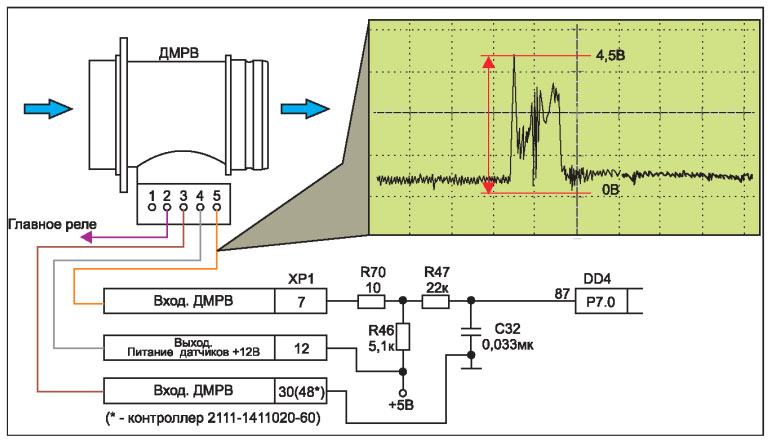 ДМРВ
4,5В
0В
1 2 3 4 5
Главное реле
XP1
R70
10
R47
22к
DD4
Вход. ДМРВ
7
87
P7.0
R46
5,1к
C32
0,033мк
Выход.
Питание датчиков +12В
12
+5В
Вход. ДМРВ
30(48*)
(* - контроллер 2111-1411020-60)